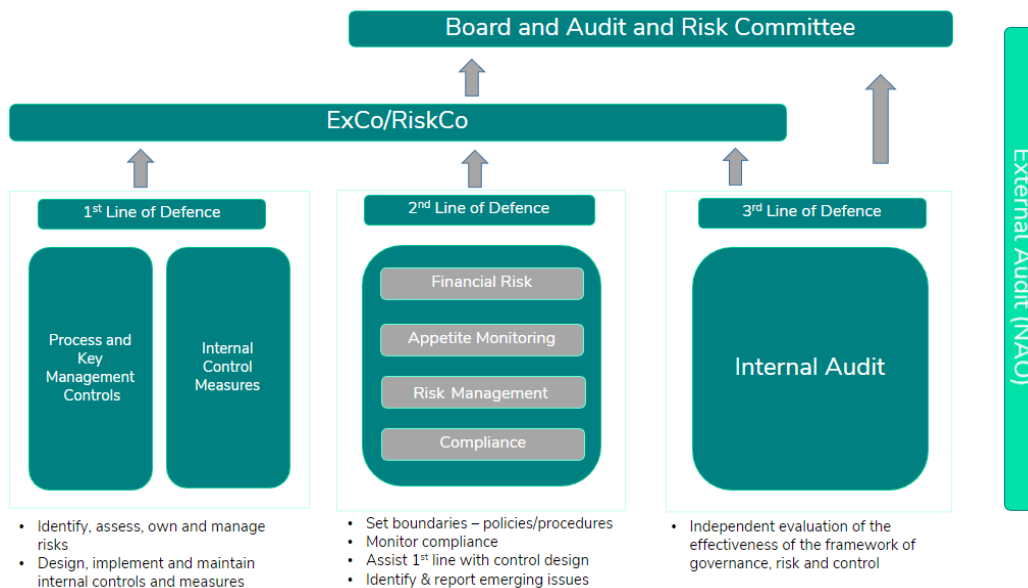 Board and Audit and Risk Committee
ExCo/RiskCo
1st Line of Defence
2nd Line of Defence
3rd Line of Defence
Process and
Key
Management
Controls
Internal
Control
Measures
Financial Risk
Appetite Monitoring
Risk Management
Compliance
Internal Audit
External Audit (NAO)
• Identify, assess, own and manage
risks
• Design, implement and maintain
internal controls and measures
• Set boundaries – policies/procedures
• Monitor compliance
• Assist 1st line with control design
• Identify & report emerging issues
• Independent evaluation of the
effectiveness of the framework of
governance, risk and control